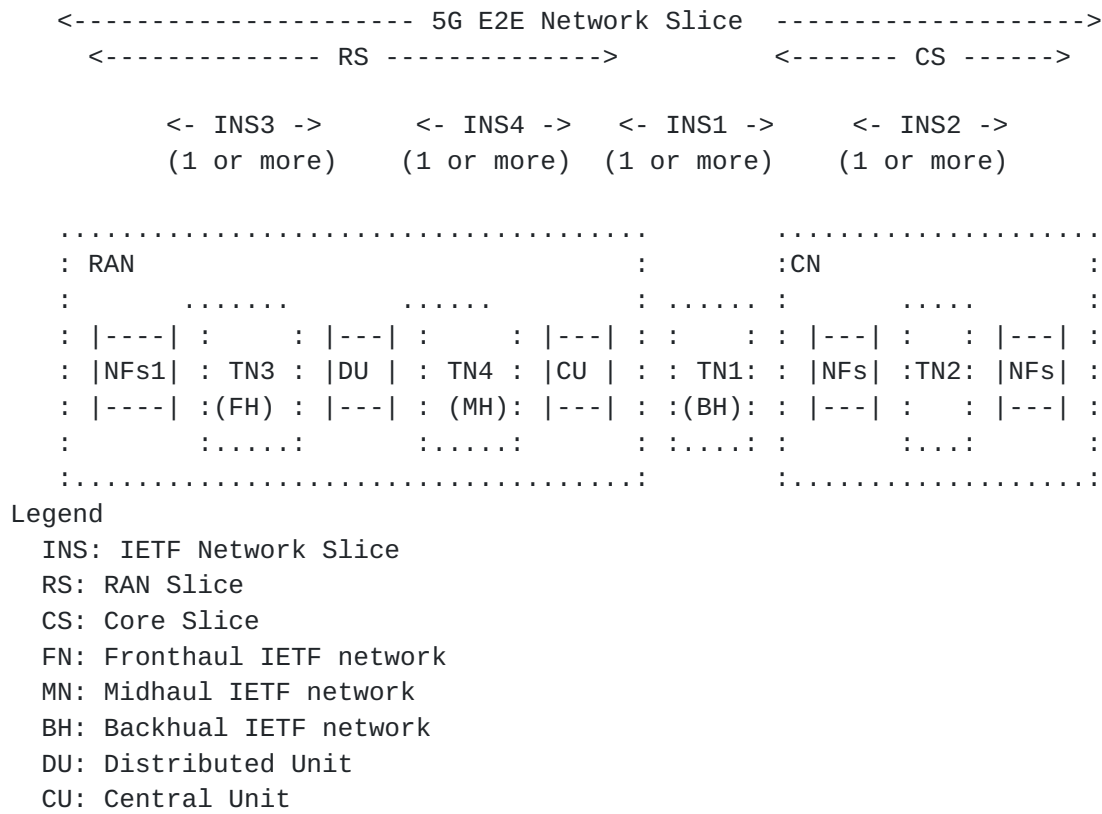 <---------------------- 5G E2E Network Slice -------------------->
<-------------- RS -------------->          <------- CS ------>
<- INS3 ->      <- INS4 ->   <- INS1 ->     <- INS2 ->
(1 or more)    (1 or more)  (1 or more)    (1 or more)
......................................        .....................
: RAN                                :        :CN                 :
:       .......       ......         : ...... :       .....       :
: |----| :     : |---| :     : |---| : :    : : |---| :   : |---| :
: |NFs1| : TN3 : |DU | : TN4 : |CU | : : TN1: : |NFs| :TN2: |NFs| :
: |----| :(FH) : |---| : (MH): |---| : :(BH): : |---| :   : |---| :
:        :.....:       :.....:       : :....: :       :...:       :
:....................................:        :...................:
Legend
INS: IETF Network Slice
RS: RAN Slice
CS: Core Slice
FN: Fronthaul IETF network
MN: Midhaul IETF network
BH: Backhual IETF network
DU: Distributed Unit
CU: Central Unit